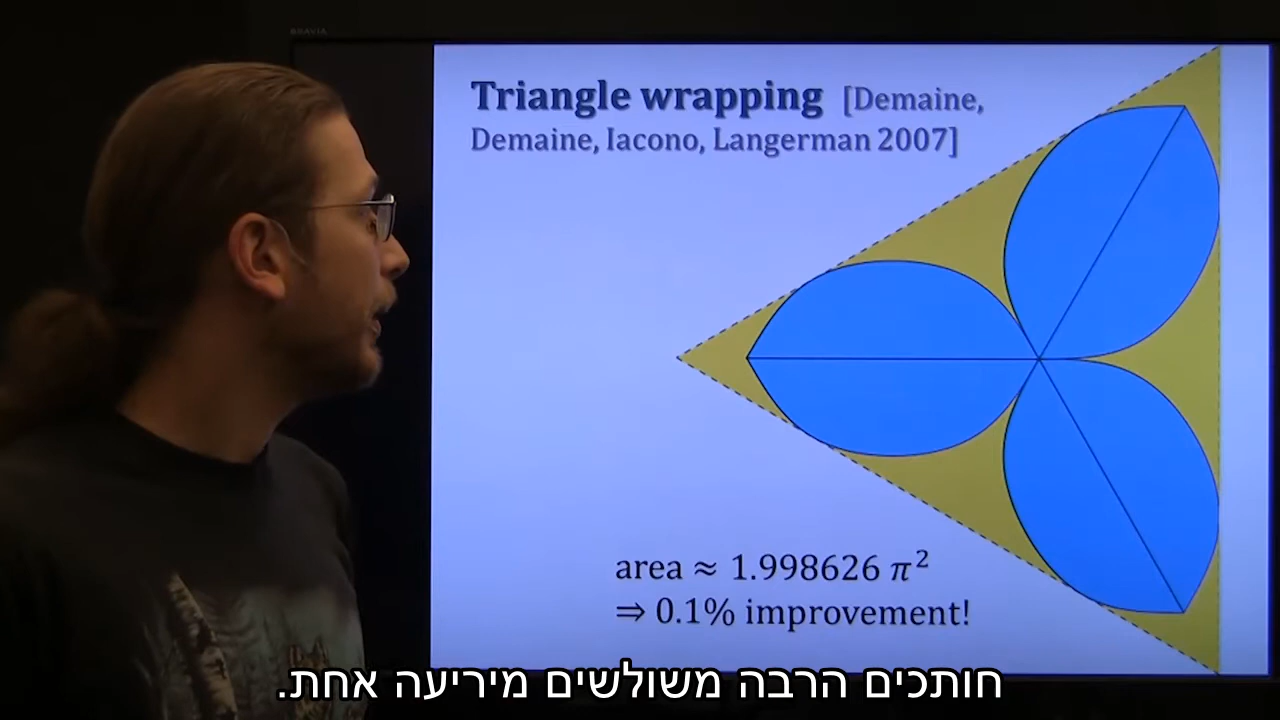 BRAVIA
Triangle wrapping [Demaine,
Demaine, Iacono, Langerman 2007]
area ≈ 1.998626 π²
⇒ 0.1% improvement!
חותכים הרבה משולשים מיריעה אחת.